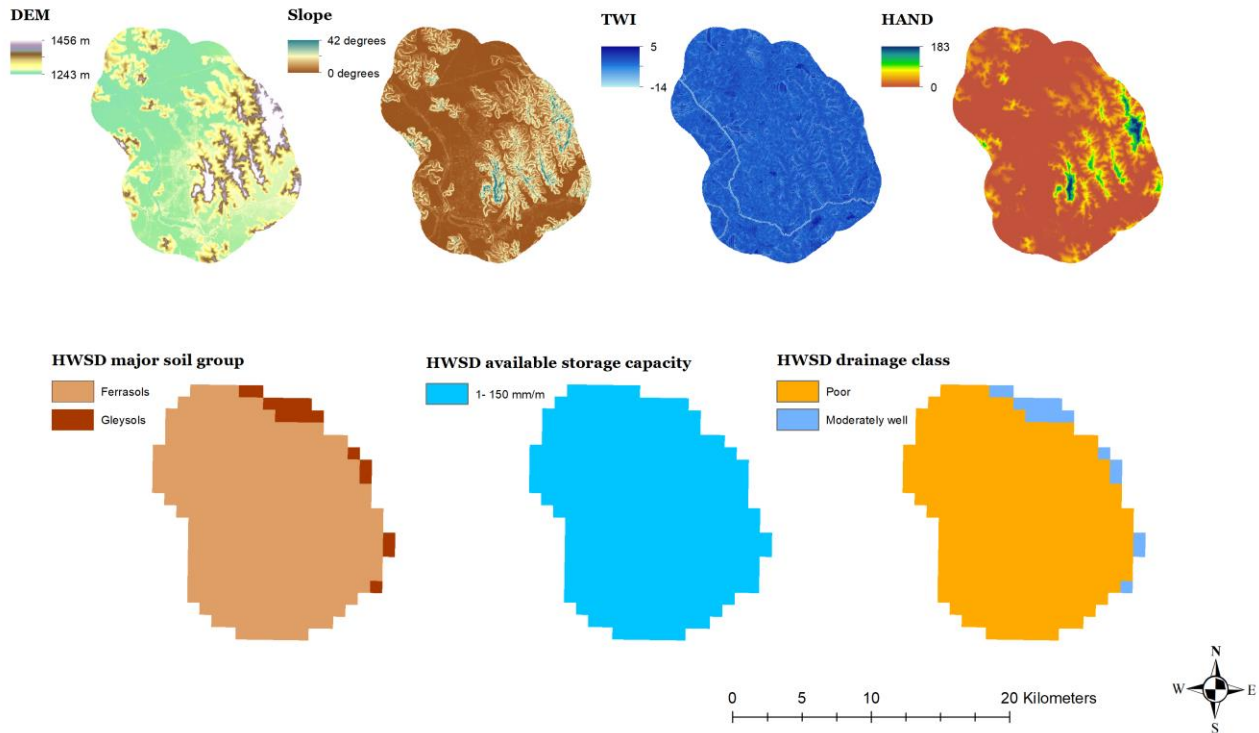 DEM
1456 m
1243 m
Slope
42 degrees
0 degrees
TWI
5
-14
HAND
183
0
HWSD major soil group
Ferrasols
Gleysols
HWSD available storage capacity
1- 150 mm/m
HWSD drainage class
Poor
Moderately well
0 5 10 20 Kilometers
N
W E
S